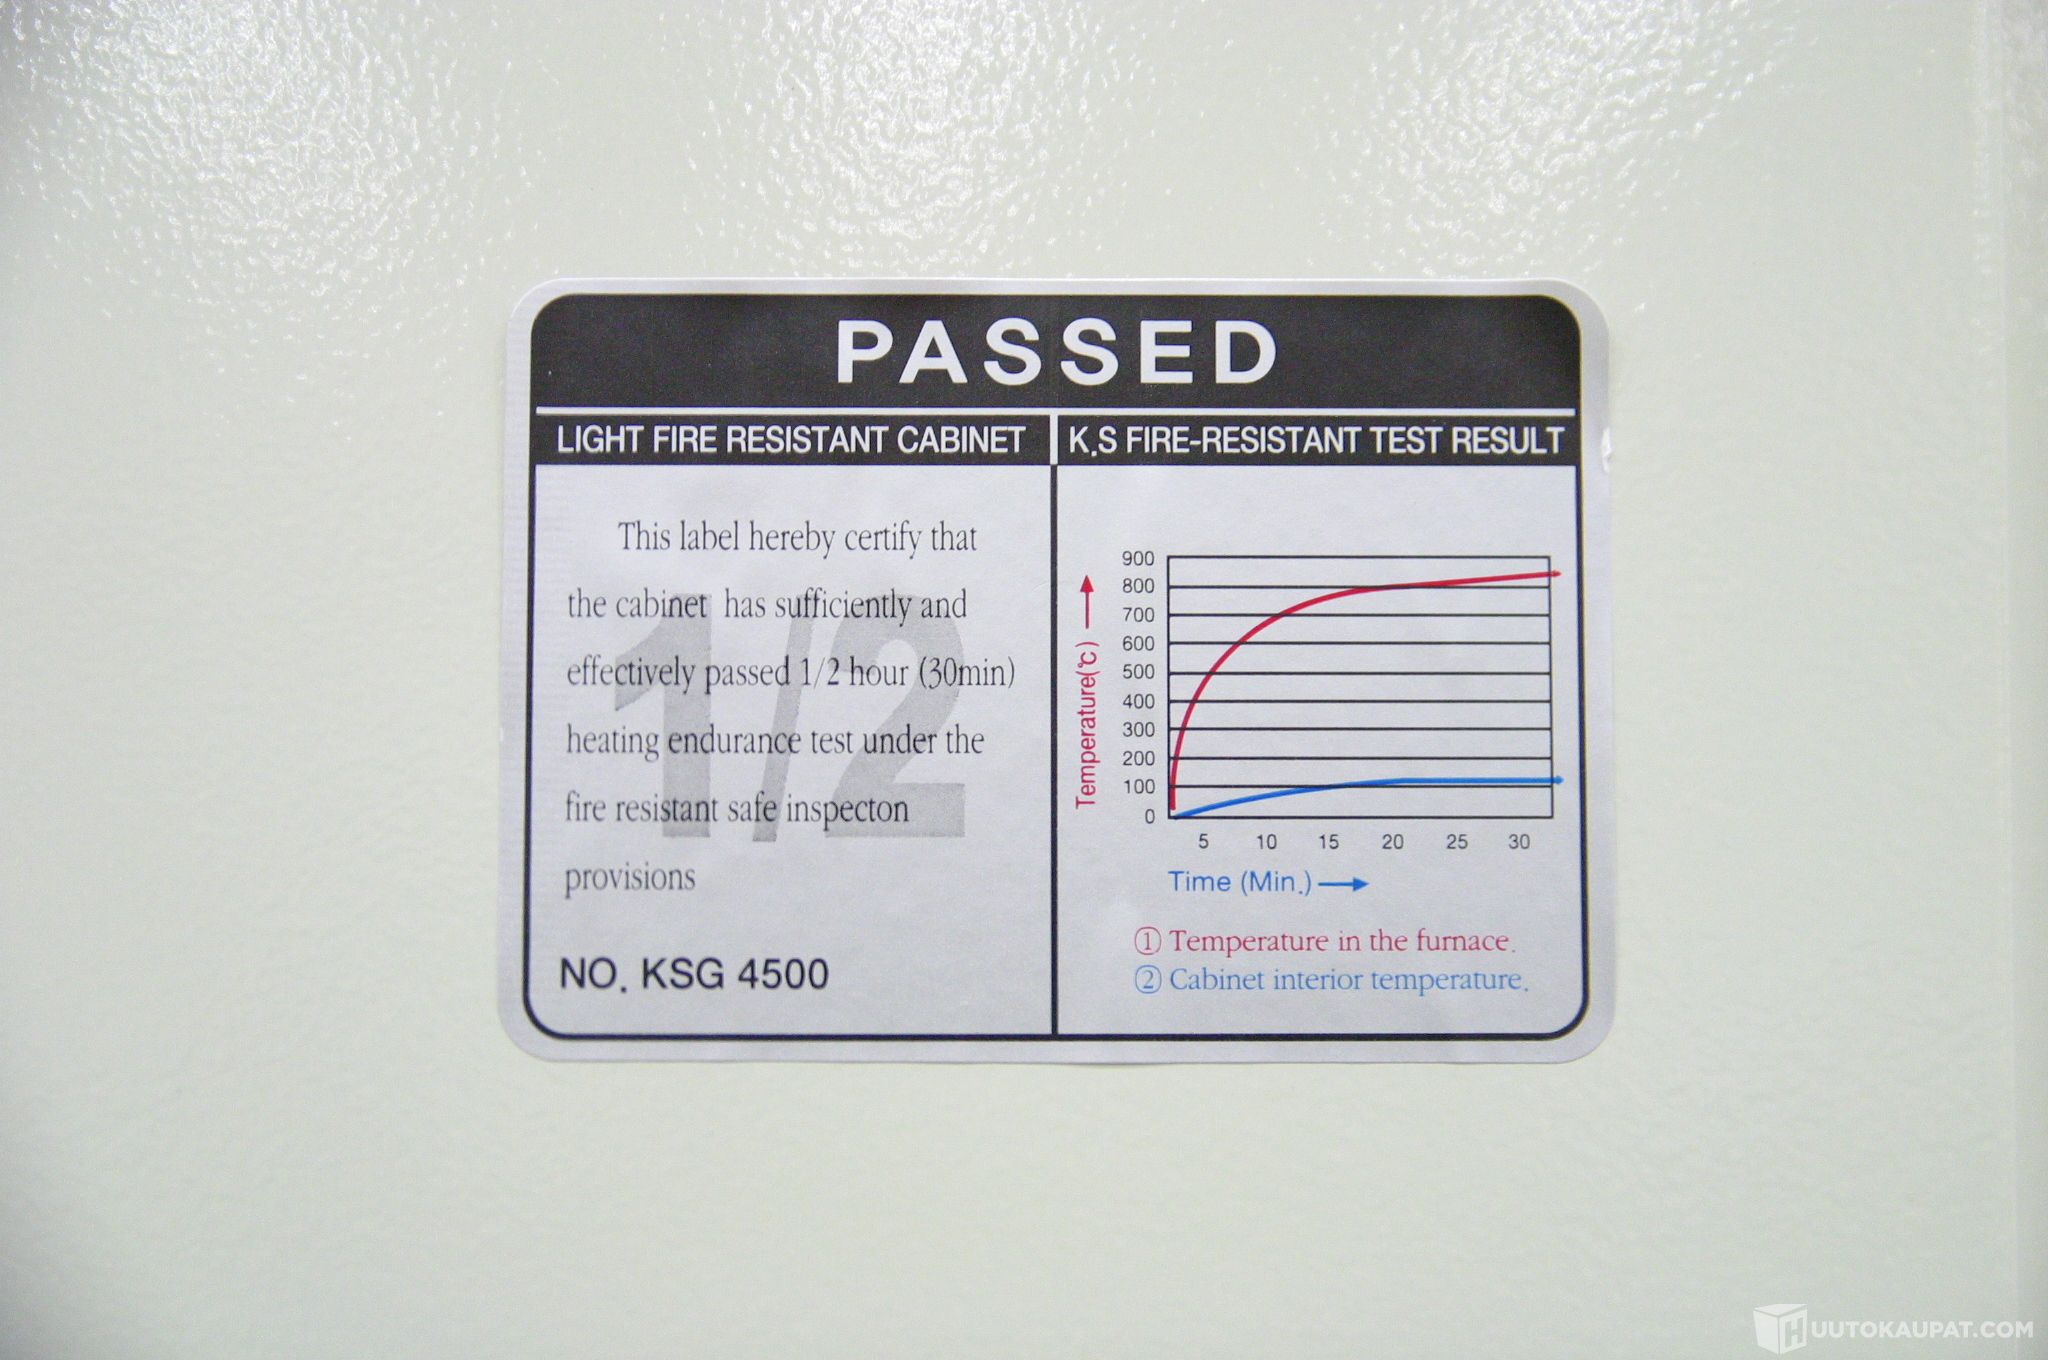 PASSED
LIGHT FIRE RESISTANT CABINET
This label hereby certify that
the cabinet has sufficiently and
effectively passed 1/2 hour (30min)
heating endurance test under the
fire resistant safe inspecton
provisions
1/2
NO. KSG 4500
K.S FIRE-RESISTANT TEST RESULT
Temperature(℃)
900
800
700
600
500
400
300
200
100
0
5 10 15 20 25 30
Time (Min.)
① Temperature in the furnace.
② Cabinet interior temperature.
HUUTOKAUPAT.COM